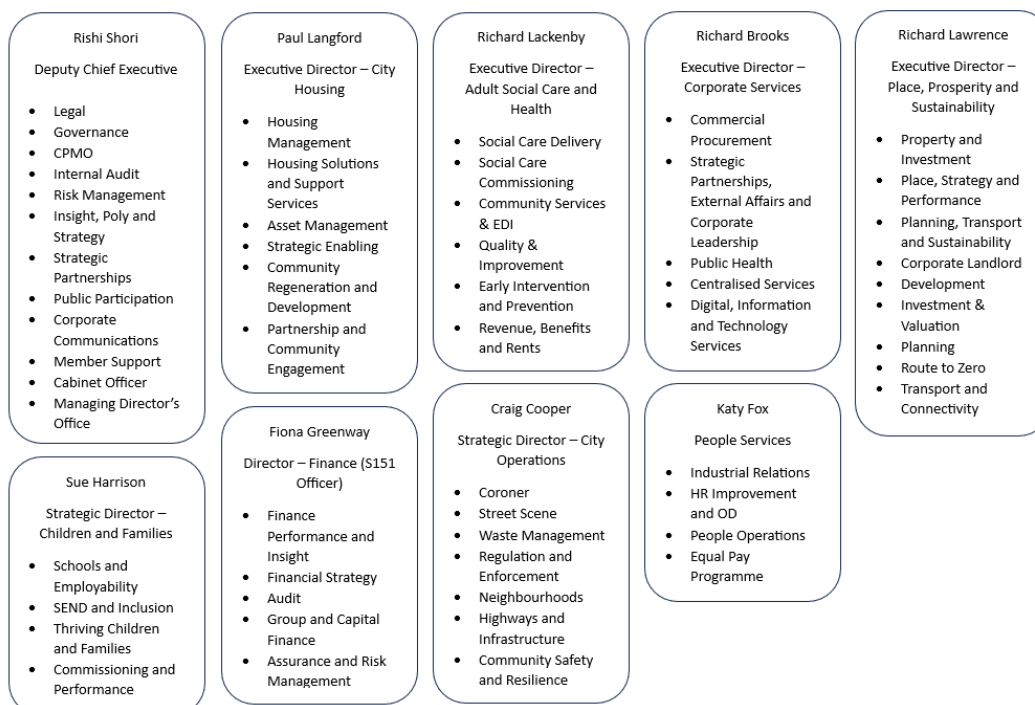 Rishi Shori
Deputy Chief Executive
• Legal
• Governance
• CPMO
• Internal Audit
• Risk Management
• Insight, Poly and
Strategy
• Strategic
Partnerships
• Public Participation
• Corporate
Communications
• Member Support
• Cabinet Officer
• Managing Director’s
Office
Paul Langford
Executive Director – City
Housing
• Housing
Management
• Housing Solutions
and Support
Services
• Asset Management
• Strategic Enabling
• Community
Regeneration and
Development
• Partnership and
Community
Engagement
Richard Lackenby
Executive Director –
Adult Social Care and
Health
• Social Care Delivery
• Social Care
Commissioning
• Community Services
& EDI
• Quality &
Improvement
• Early Intervention
and Prevention
• Revenue, Benefits
and Rents
Richard Brooks
Executive Director –
Corporate Services
• Commercial
Procurement
• Strategic
Partnerships,
External Affairs and
Corporate
Leadership
• Public Health
• Centralised Services
• Digital, Information
and Technology
Services
Richard Lawrence
Executive Director –
Place, Prosperity and
Sustainability
• Property and
Investment
• Place, Strategy and
Performance
• Planning, Transport
and Sustainability
• Corporate Landlord
• Development
• Investment &
Valuation
• Planning
• Route to Zero
• Transport and
Connectivity
Sue Harrison
Strategic Director –
Children and Families
• Schools and
Employability
• SEND and Inclusion
• Thriving Children
and Families
• Commissioning and
Performance
Fiona Greenway
Director – Finance (S151
Officer)
• Finance
Performance and
Insight
• Financial Strategy
• Audit
• Group and Capital
Finance
• Assurance and Risk
Management
Craig Cooper
Strategic Director – City
Operations
• Coroner
• Street Scene
• Waste Management
• Regulation and
Enforcement
• Neighbourhoods
• Highways and
Infrastructure
• Community Safety
and Resilience
Katy Fox
People Services
• Industrial Relations
• HR Improvement
and OD
• People Operations
• Equal Pay
Programme